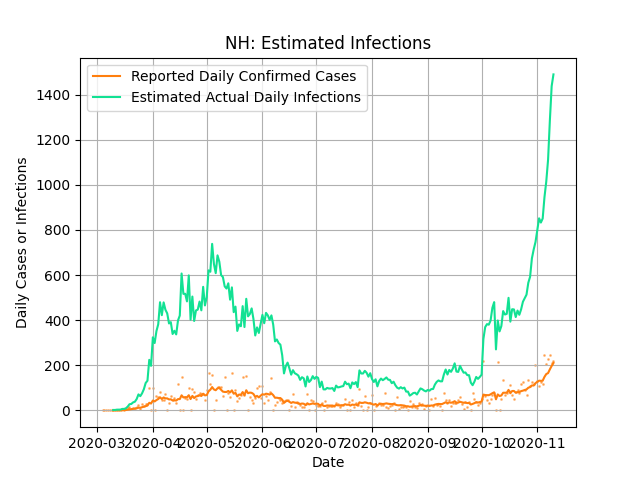 NH: Estimated Infections
Reported Daily Confirmed Cases
Estimated Actual Daily Infections
Daily Cases or Infections
1400
1200
1000
800
600
400
200
0
2020-03 2020-04 2020-05 2020-06 2020-07 2020-08 2020-09 2020-10 2020-11
Date